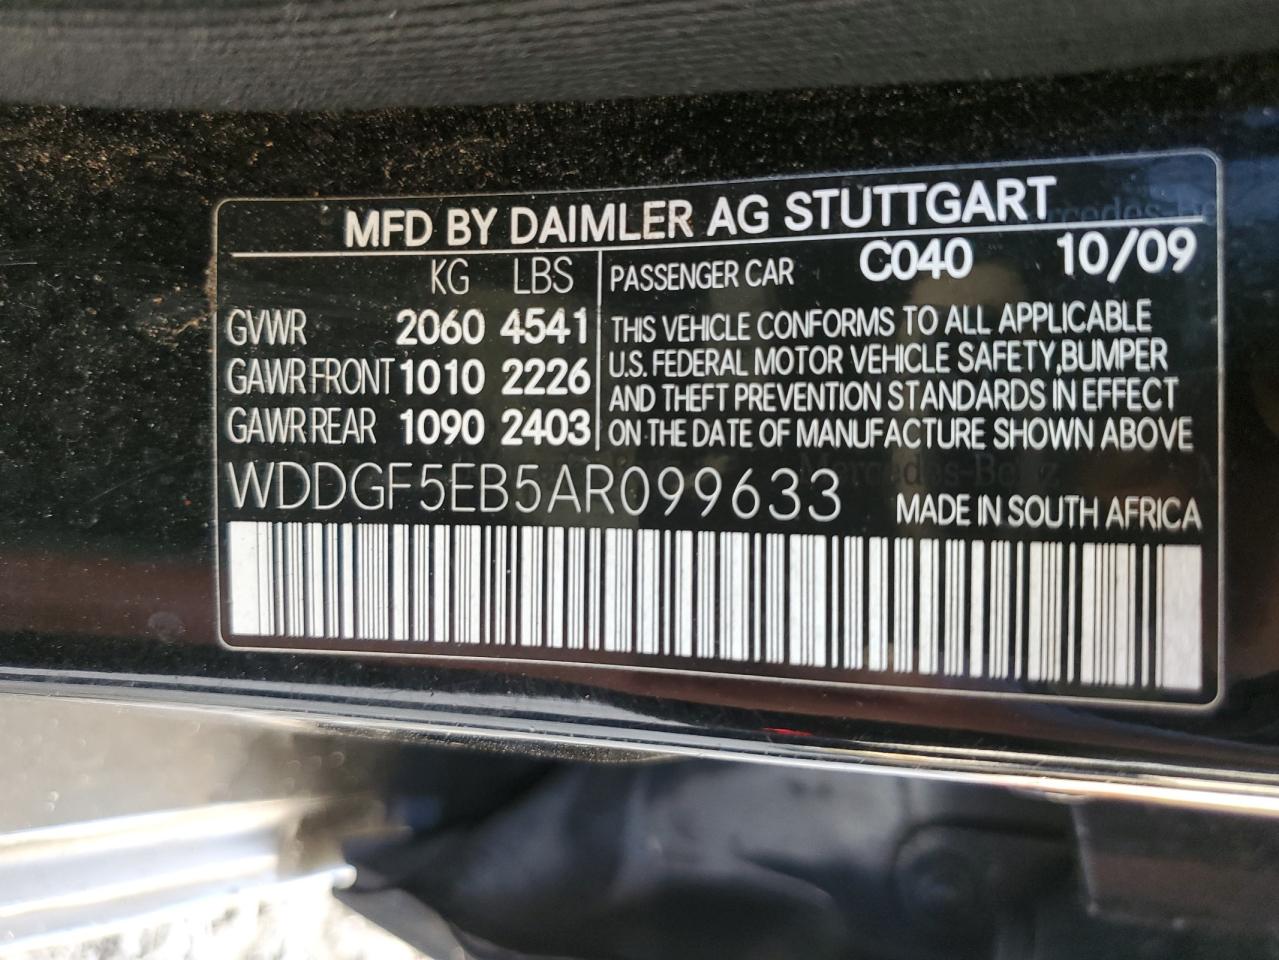 MFD BY DAIMLER AG STUTTGART
KG LBS PASSENGER CAR C040 10/09
GVWR 2060 4541 THIS VEHICLE CONFORMS TO ALL APPLICABLE
GAWR FRONT 1010 2226 U.S. FEDERAL MOTOR VEHICLE SAFETY, BUMPER
AND THEFT PREVENTION STANDARDS IN EFFECT
GAWR REAR 1090 2403 ON THE DATE OF MANUFACTURE SHOWN ABOVE
WDDGF5EB5AR099633 MADE IN SOUTH AFRICA
Mercedes-Benz